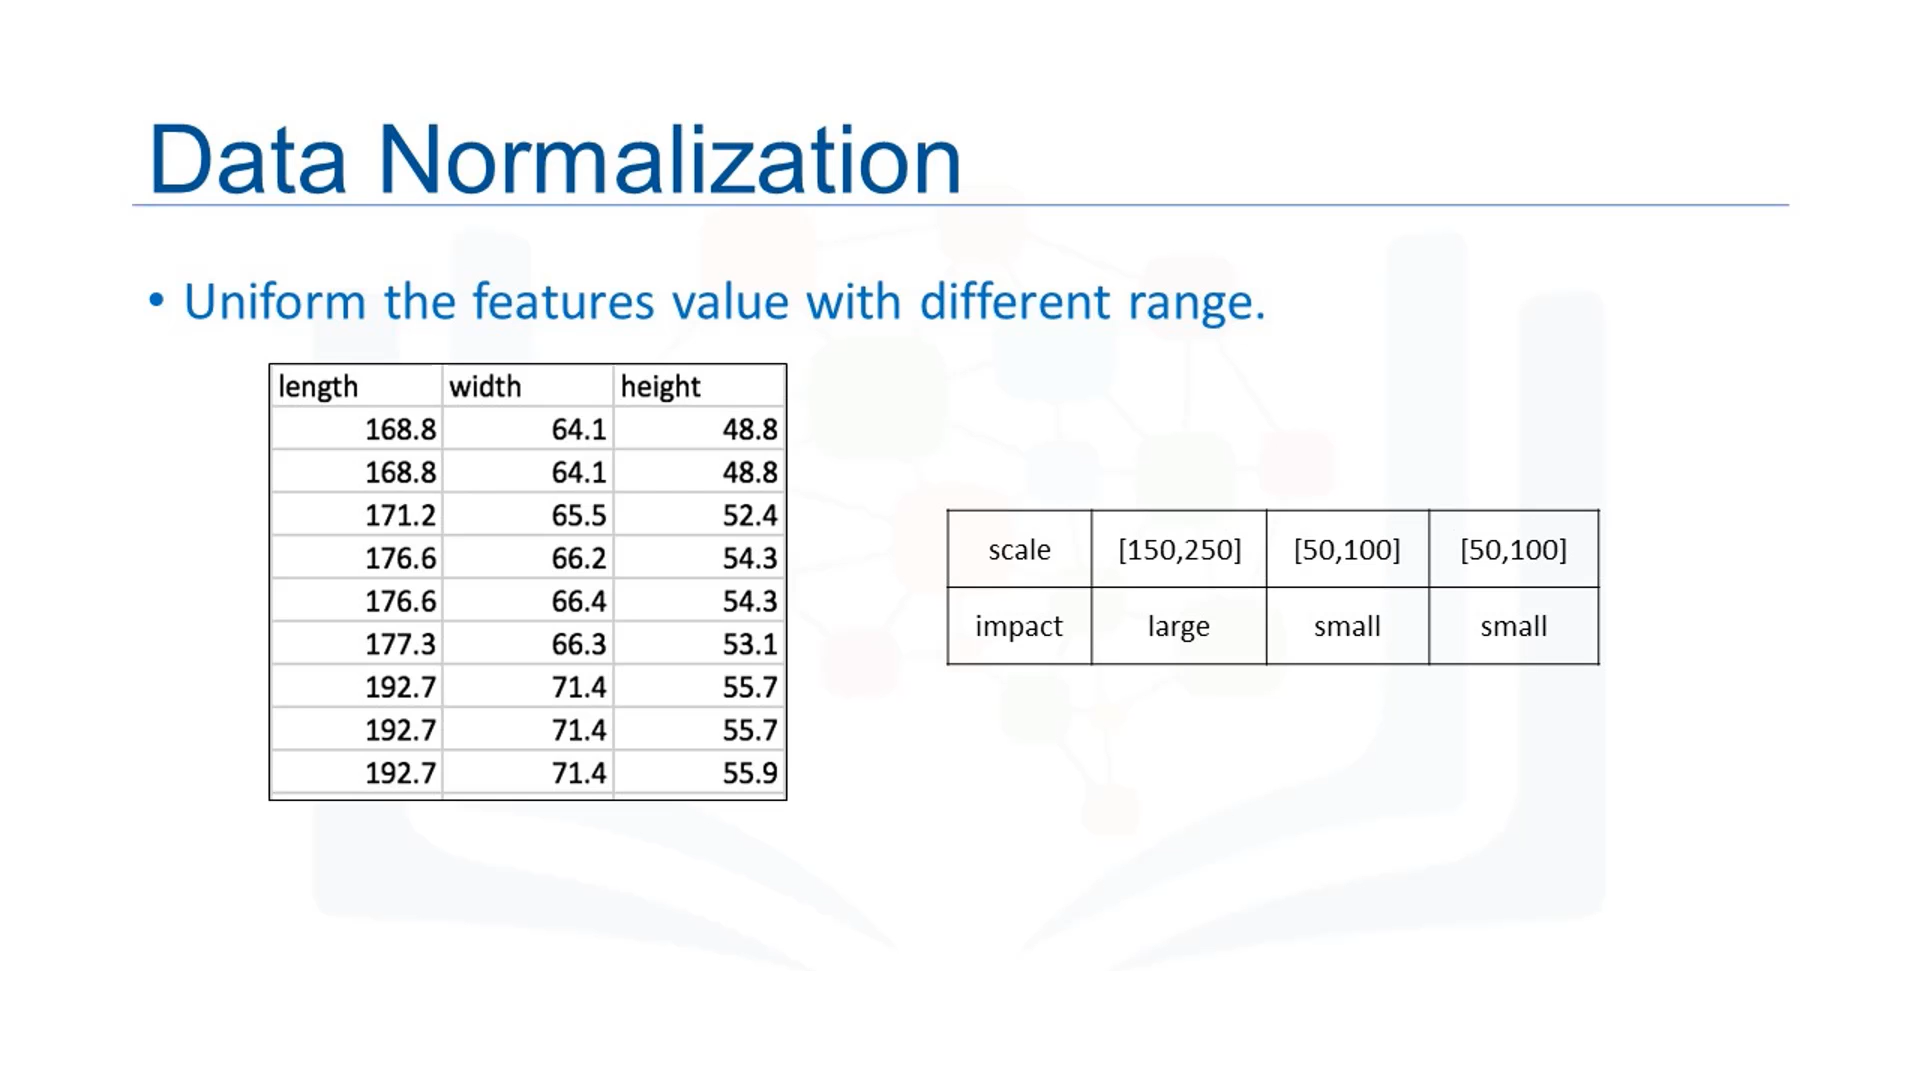 Data Normalization
• Uniform the features value with different range.
length width height
168.8 64.1 48.8
168.8 64.1 48.8
171.2 65.5 52.4
176.6 66.2 54.3
176.6 66.4 54.3
177.3 66.3 53.1
192.7 71.4 55.7
192.7 71.4 55.7
192.7 71.4 55.9
scale [150,250] [50,100] [50,100]
impact large small small